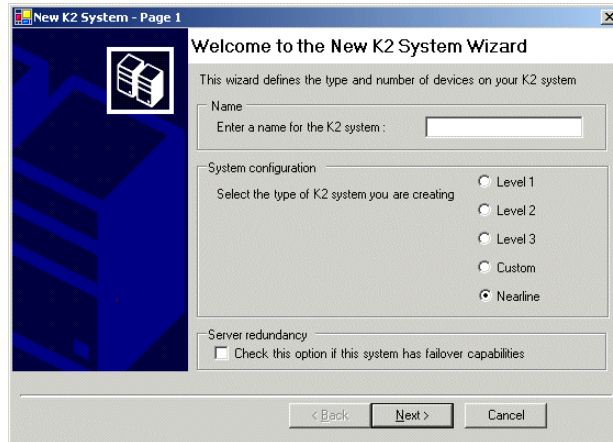 New K2 System - Page 1
Welcome to the New K2 System Wizard
This wizard defines the type and number of devices on your K2 system
Name
Enter a name for the K2 system :
System configuration
Select the type of K2 system you are creating
Level 1
Level 2
Level 3
Custom
Nearline
Server redundancy
Check this option if this system has failover capabilities
< Back
Next >
Cancel